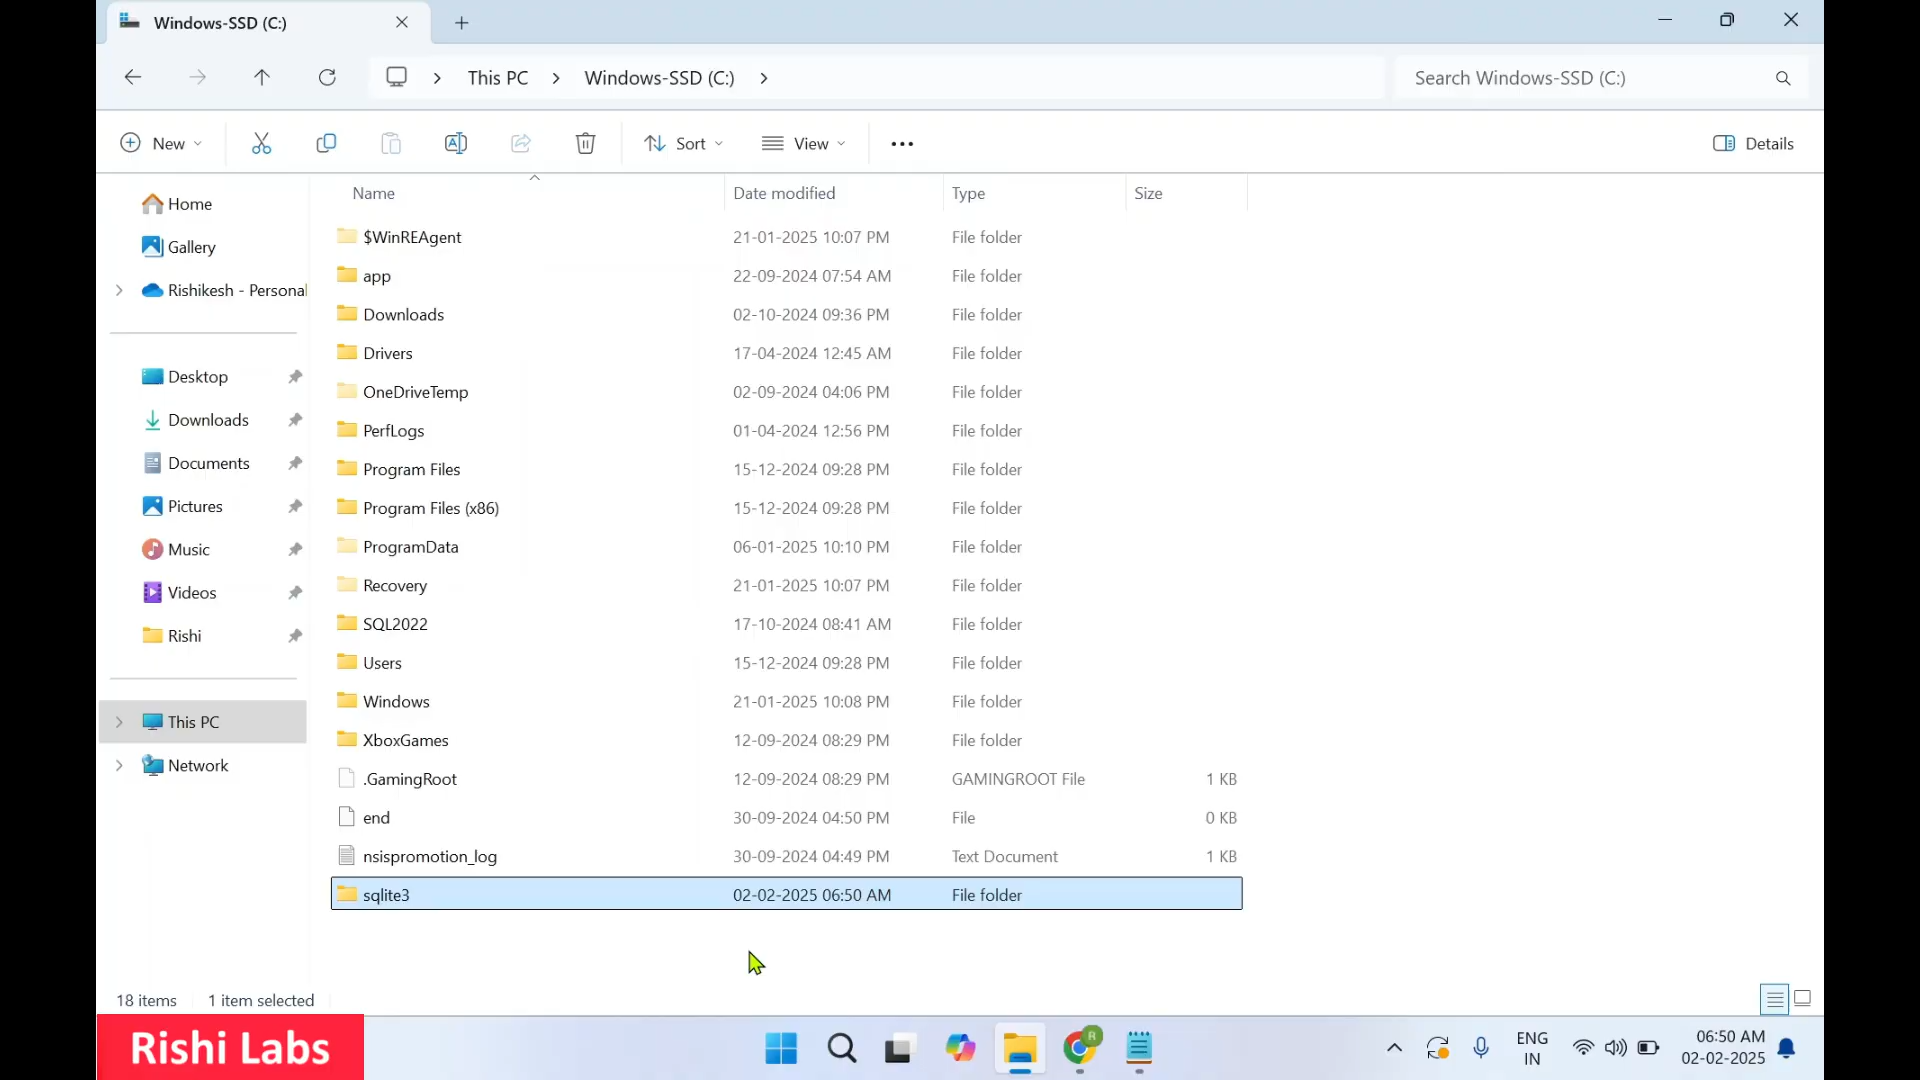 Windows-SSD (C:)
This PC > Windows-SSD (C:) >
Search Windows-SSD (C:)
New
Sort
View
Details
Name Date modified Type Size
Home
Gallery
Rishikesh - Personal
Desktop
Downloads
Documents
Pictures
Music
Videos
Rishi
This PC
Network
$WinREAgent 21-01-2025 10:07 PM File folder
app 22-09-2024 07:54 AM File folder
Downloads 02-10-2024 09:36 PM File folder
Drivers 17-04-2024 12:45 AM File folder
OneDriveTemp 02-09-2024 04:06 PM File folder
PerfLogs 01-04-2024 12:56 PM File folder
Program Files 15-12-2024 09:28 PM File folder
Program Files (x86) 15-12-2024 09:28 PM File folder
ProgramData 06-01-2025 10:10 PM File folder
Recovery 21-01-2025 10:07 PM File folder
SQL2022 17-10-2024 08:41 AM File folder
Users 15-12-2024 09:28 PM File folder
Windows 21-01-2025 10:08 PM File folder
XboxGames 12-09-2024 08:29 PM File folder
.GamingRoot 12-09-2024 08:29 PM GAMINGROOT File 1 KB
end 30-09-2024 04:50 PM File 0 KB
nsispromotion_log 30-09-2024 04:49 PM Text Document 1 KB
sqlite3 02-02-2025 06:50 AM File folder
18 items 1 item selected
Rishi Labs
R
ENG
IN
06:50 AM
02-02-2025